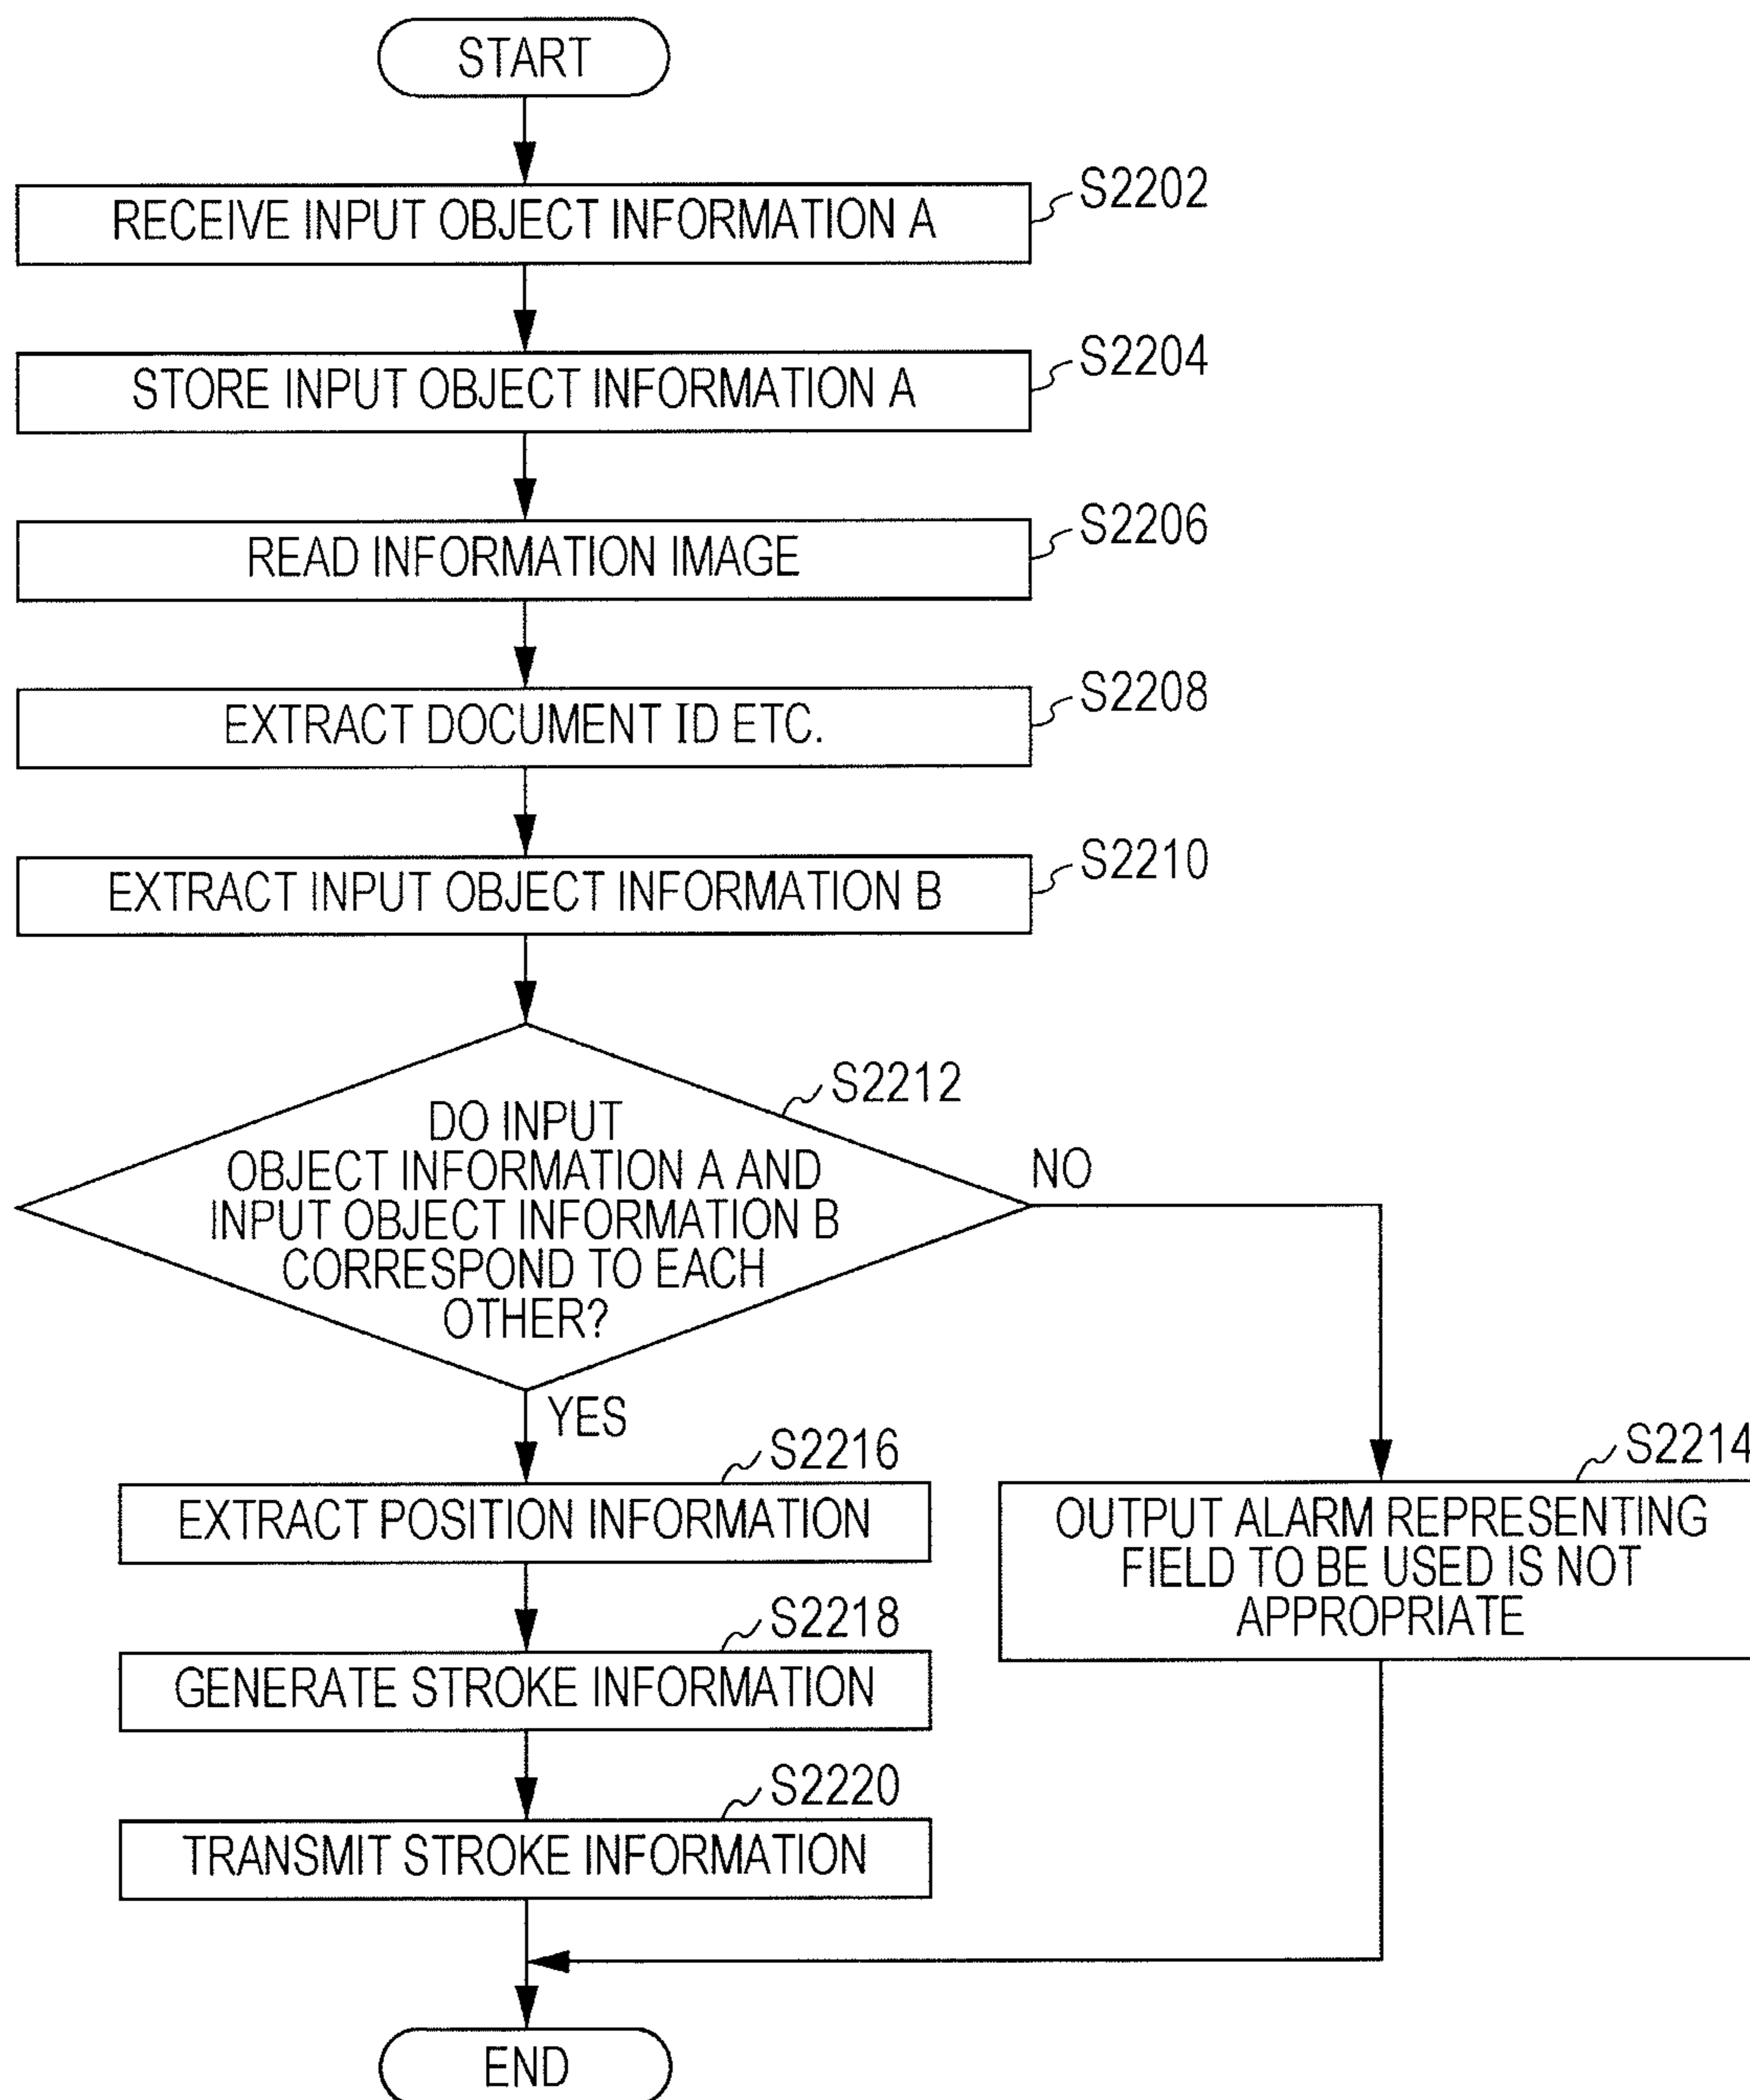 START
RECEIVE INPUT OBJECT INFORMATION A
S2202
STORE INPUT OBJECT INFORMATION A
S2204
READ INFORMATION IMAGE
S2206
EXTRACT DOCUMENT ID ETC.
S2208
EXTRACT INPUT OBJECT INFORMATION B
S2210
S2212
DO INPUT
OBJECT INFORMATION A AND
INPUT OBJECT INFORMATION B
CORRESPOND TO EACH
OTHER?
NO
YES
S2216
EXTRACT POSITION INFORMATION
S2214
OUTPUT ALARM REPRESENTING
FIELD TO BE USED IS NOT
APPROPRIATE
S2218
GENERATE STROKE INFORMATION
S2220
TRANSMIT STROKE INFORMATION
END